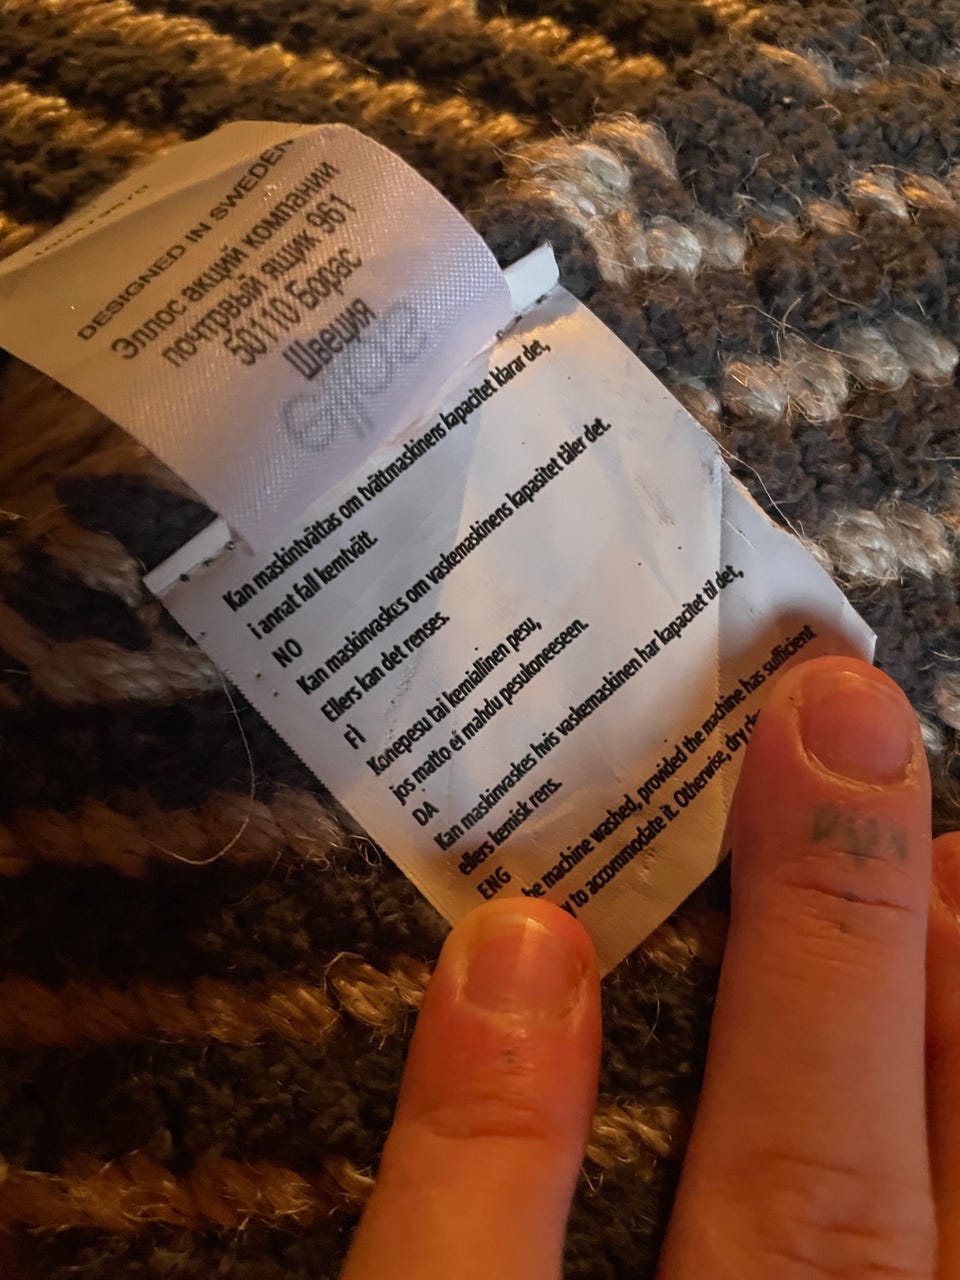 DESIGNED IN SWEDEN
Эллос акций компании
почтрвый ящик 961
50110 Борас
Швеция
Kan maskintvättas om tvättmaskinens kapacitet klarar det,
i annat fall kemtvätt.
NO
Kan maskinvaskes om vaskemaskinens kapasitet tåler det.
Ellers kan det renses.
FI
Konepesu tai kemiallinen pesu,
jos matto ei mahdu pesukoneeseen.
DA
Kan maskinvaskes hvis vaskemaskinen har kapacitet til det,
ellers kemisk rens.
ENG
machine washed, provided the machine has sufficient
to accommodate it. Otherwise, dry